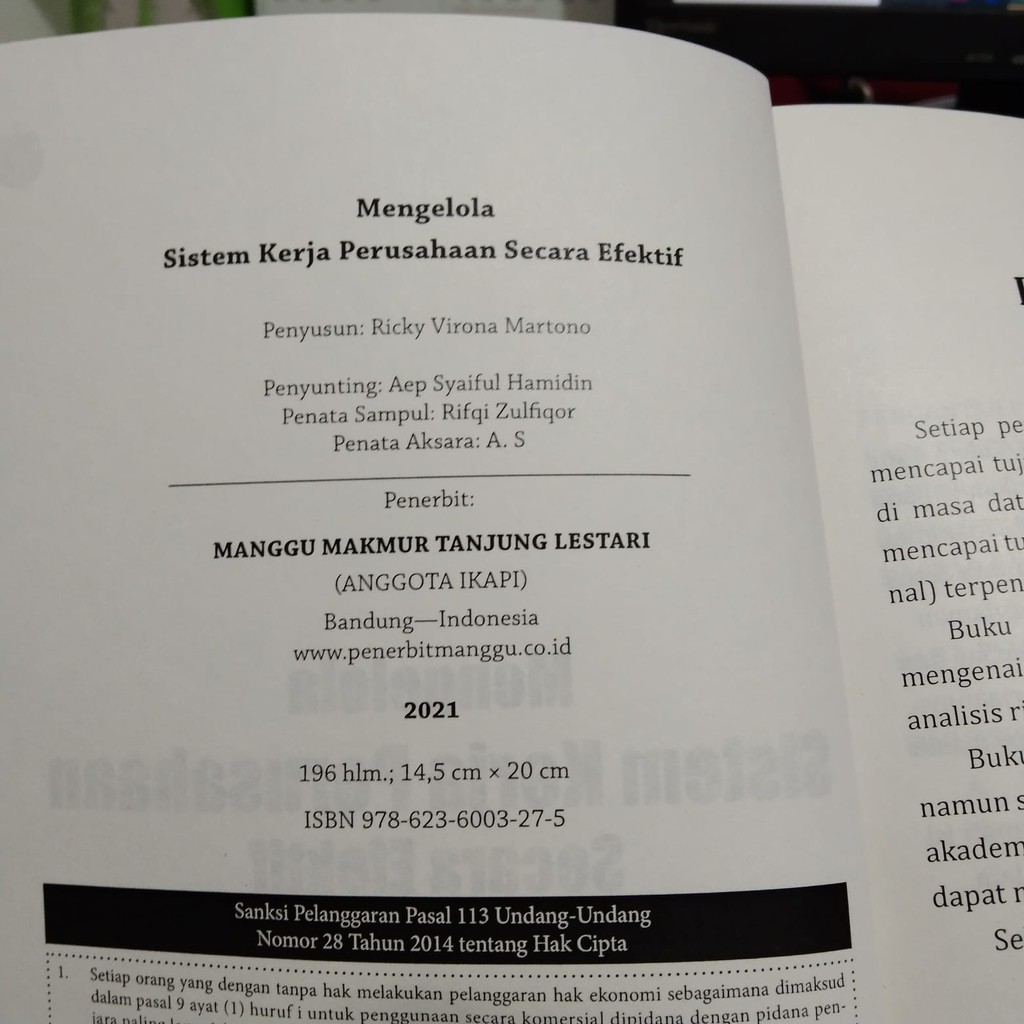 Mengelola
Sistem Kerja Perusahaan Secara Efektif
Penyusun: Ricky Virona Martono
Penyunting: Aep Syaiful Hamidin
Penata Sampul: Rifqi Zulfiqor
Penata Aksara: A. S
Penerbit:
MANGGU MAKMUR TANJUNG LESTARI
(ANGGOTA IKAPI)
Bandung—Indonesia
www.penerbitmanggu.co.id
2021
196 hlm.; 14,5 cm × 20 cm
ISBN 978-623-6003-27-5
Sanksi Pelanggaran Pasal 113 Undang-Undang
Nomor 28 Tahun 2014 tentang Hak Cipta
1. Setiap orang yang dengan tanpa hak melakukan pelanggaran hak ekonomi sebagaimana dimaksud
dalam pasal 9 ayat (1) huruf i untuk penggunaan secara komersial dipidana dengan pidana pen-
Setiap pe
mencapai tuj
di masa dat
mencapai tu
nal) terpen
Buku
mengenai
analisis ri
Buku
namun s
akadem
dapat
Se